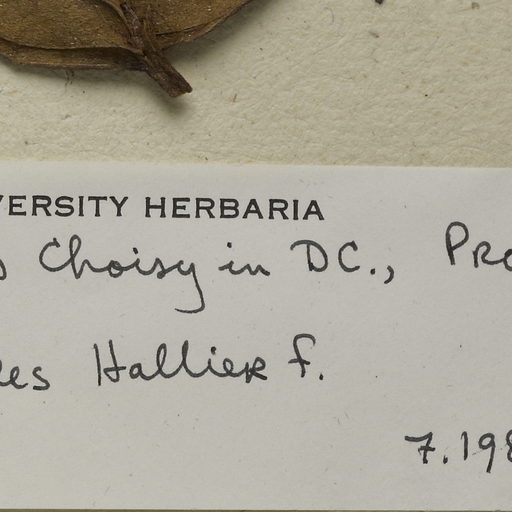 VERSITY HERBARIA
s Choisy in DC., Pro
les Hallier f.
7.198